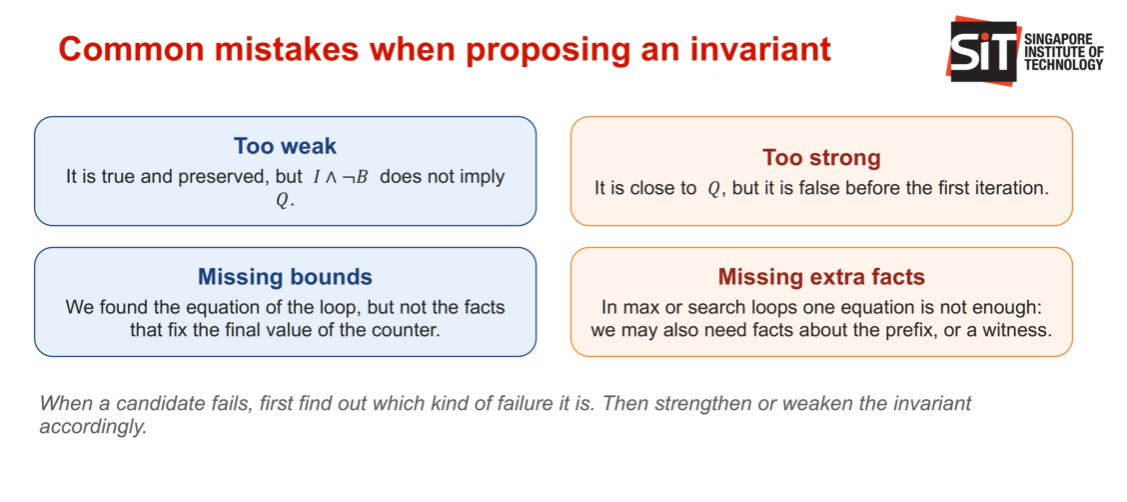 Common mistakes when proposing an invariant
SiT
SINGAPORE
INSTITUTE OF
TECHNOLOGY
Too weak
It is true and preserved, but I ∧ ¬B does not imply
Q.
Too strong
It is close to Q, but it is false before the first iteration.
Missing bounds
We found the equation of the loop, but not the facts
that fix the final value of the counter.
Missing extra facts
In max or search loops one equation is not enough:
we may also need facts about the prefix, or a witness.
When a candidate fails, first find out which kind of failure it is. Then strengthen or weaken the invariant
accordingly.